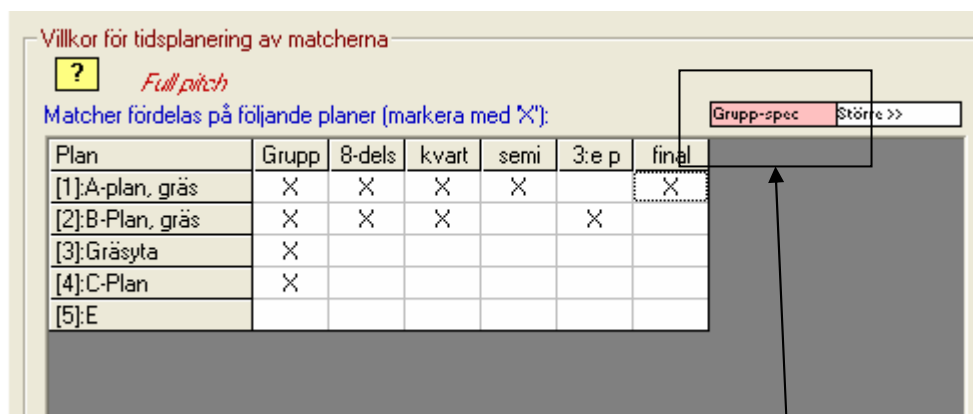 Villkor för tidsplanering av matcherna
?
Full pitch
Matcher fördelas på följande planer (markera med 'X'):
Grupp-spec Större >>
Plan Grupp 8-dels kvart semi 3:e p final
[1]:A-plan, gräs X X X X X
[2]:B-Plan, gräs X X X X
[3]:Gräsyta X
[4]:C-Plan X
[5]:E